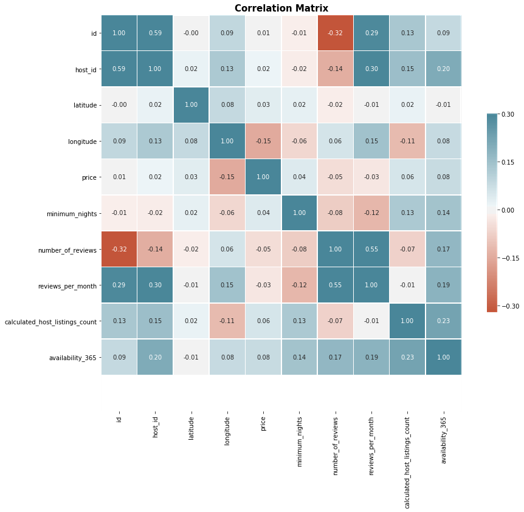 Correlation Matrix
id 1.00 0.59 -0.00 0.09 0.01 -0.01 -0.32 0.29 0.13 0.09
host_id 0.59 1.00 0.02 0.13 0.02 -0.02 -0.14 0.30 0.15 0.20
latitude -0.00 0.02 1.00 0.08 0.03 0.02 -0.02 -0.01 0.02 -0.01
longitude 0.09 0.13 0.08 1.00 -0.15 -0.06 0.06 0.15 -0.11 0.08
price 0.01 0.02 0.03 -0.15 1.00 0.04 -0.05 -0.03 0.06 0.08
minimum_nights -0.01 -0.02 0.02 -0.06 0.04 1.00 -0.08 -0.12 0.13 0.14
number_of_reviews -0.32 -0.14 -0.02 0.06 -0.05 -0.08 1.00 0.55 -0.07 0.17
reviews_per_month 0.29 0.30 -0.01 0.15 -0.03 -0.12 0.55 1.00 -0.01 0.19
calculated_host_listings_count 0.13 0.15 0.02 -0.11 0.06 0.13 -0.07 -0.01 1.00 0.23
availability_365 0.09 0.20 -0.01 0.08 0.08 0.14 0.17 0.19 0.23 1.00
id
host_id
latitude
longitude
price
minimum_nights
number_of_reviews
reviews_per_month
calculated_host_listings_count
availability_365
0.30
0.15
0.00
-0.15
-0.30